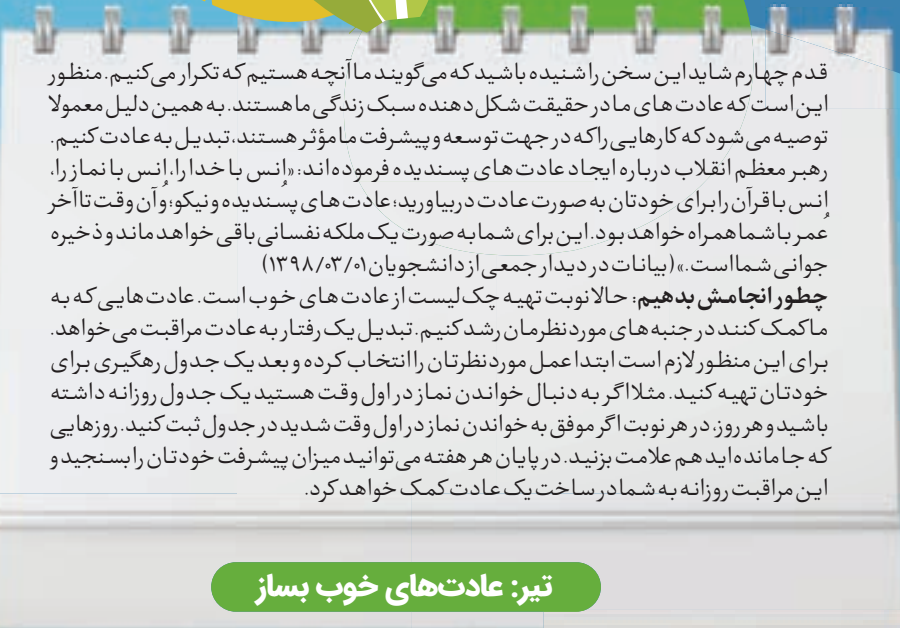 قدم چهارم شاید این سخن را شنیده باشید که می‌گویند ما آنچه هستیم که تکرار می‌کنیم. منظور
این است که عادت های ما در حقیقت شکل دهنده سبک زندگی ما هستند. به همین دلیل معمولا
توصیه می‌شود که کارهایی را که در جهت توسعه و پیشرفت ما مؤثر هستند، تبدیل به عادت کنیم.
رهبر معظم انقلاب درباره ایجاد عادت های پسندیده فرموده‌اند: «اِنس با خدا را، اِنس با نماز را،
اِنس با قرآن را برای خودتان به صورت عادت دربیاورید؛ عادت های پسُندیده و نیکو؛ وُآن وقت تا آخر
عُمر با شما همراه خواهد بود. این برای شما به صورت یک ملکه نفسانی باقی خواهد ماند و ذخیره
جوانی شما است.» (بیانات در دیدار جمعی از دانشجویان ۱۳۹۸/۰۳/۰۱)
چطور انجامش بدهیم: حالا نوبت تهیه چک لیست از عادت های خوب است. عادت هایی که به
ما کمک کنند در جنبه های مورد نظرمان رشد کنیم. تبدیل یک رفتار به عادت مراقبت می خواهد.
برای این منظور لازم است ابتدا عمل مورد نظرتان را انتخاب کرده و بعد یک جدول رهگیری برای
خودتان تهیه کنید. مثلا اگر به دنبال خواندن نماز در اول وقت هستید یک جدول روزانه داشته
باشید و هر روز، در هر نوبت اگر موفق به خواندن نماز در اول وقت شدید در جدول ثبت کنید. روزهایی
که جا مانده‌اید هم علامت بزنید. در پایان هر هفته می‌توانید میزان پیشرفت خودتان را بسنجید و
این مراقبت روزانه به شما در ساخت یک عادت کمک خواهد کرد.
تیر: عادت‌های خوب بساز